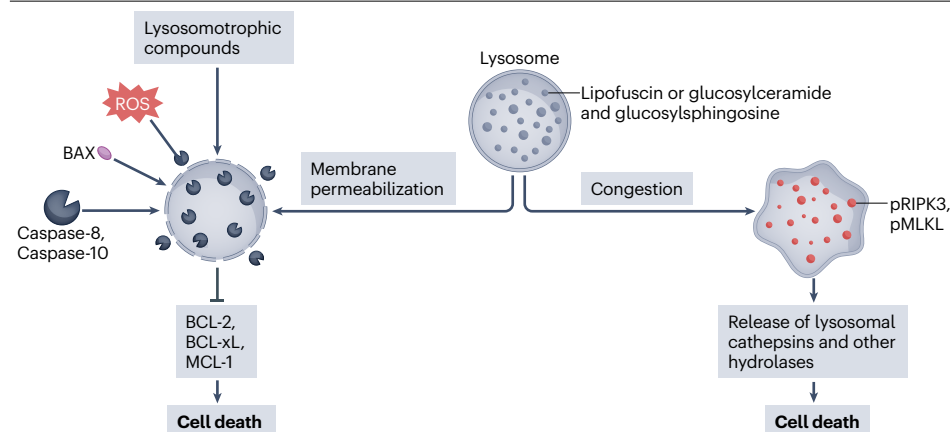 Lysosomotrophic
compounds
Lysosome
ROS
Lipofuscin or glucosylceramide
and glucosylsphingosine
BAX
Membrane
permeabilization
Congestion
pRIPK3,
pMLKL
Caspase-8,
Caspase-10
BCL-2,
BCL-xL,
MCL-1
Release of lysosomal
cathepsins and other
hydrolases
Cell death
Cell death